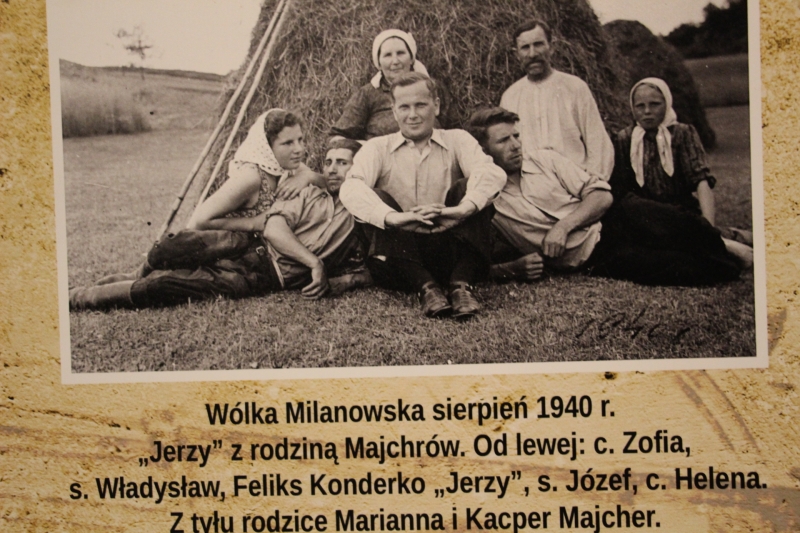 1940 r
Wólka Milanowska sierpień 1940 r.
„Jerzy” z rodziną Majchrów. Od lewej: c. Zofia,
s. Władysław, Feliks Konderko „Jerzy”, s. Józef, c. Helena.
Z tyłu rodzice Marianna i Kacper Majcher.